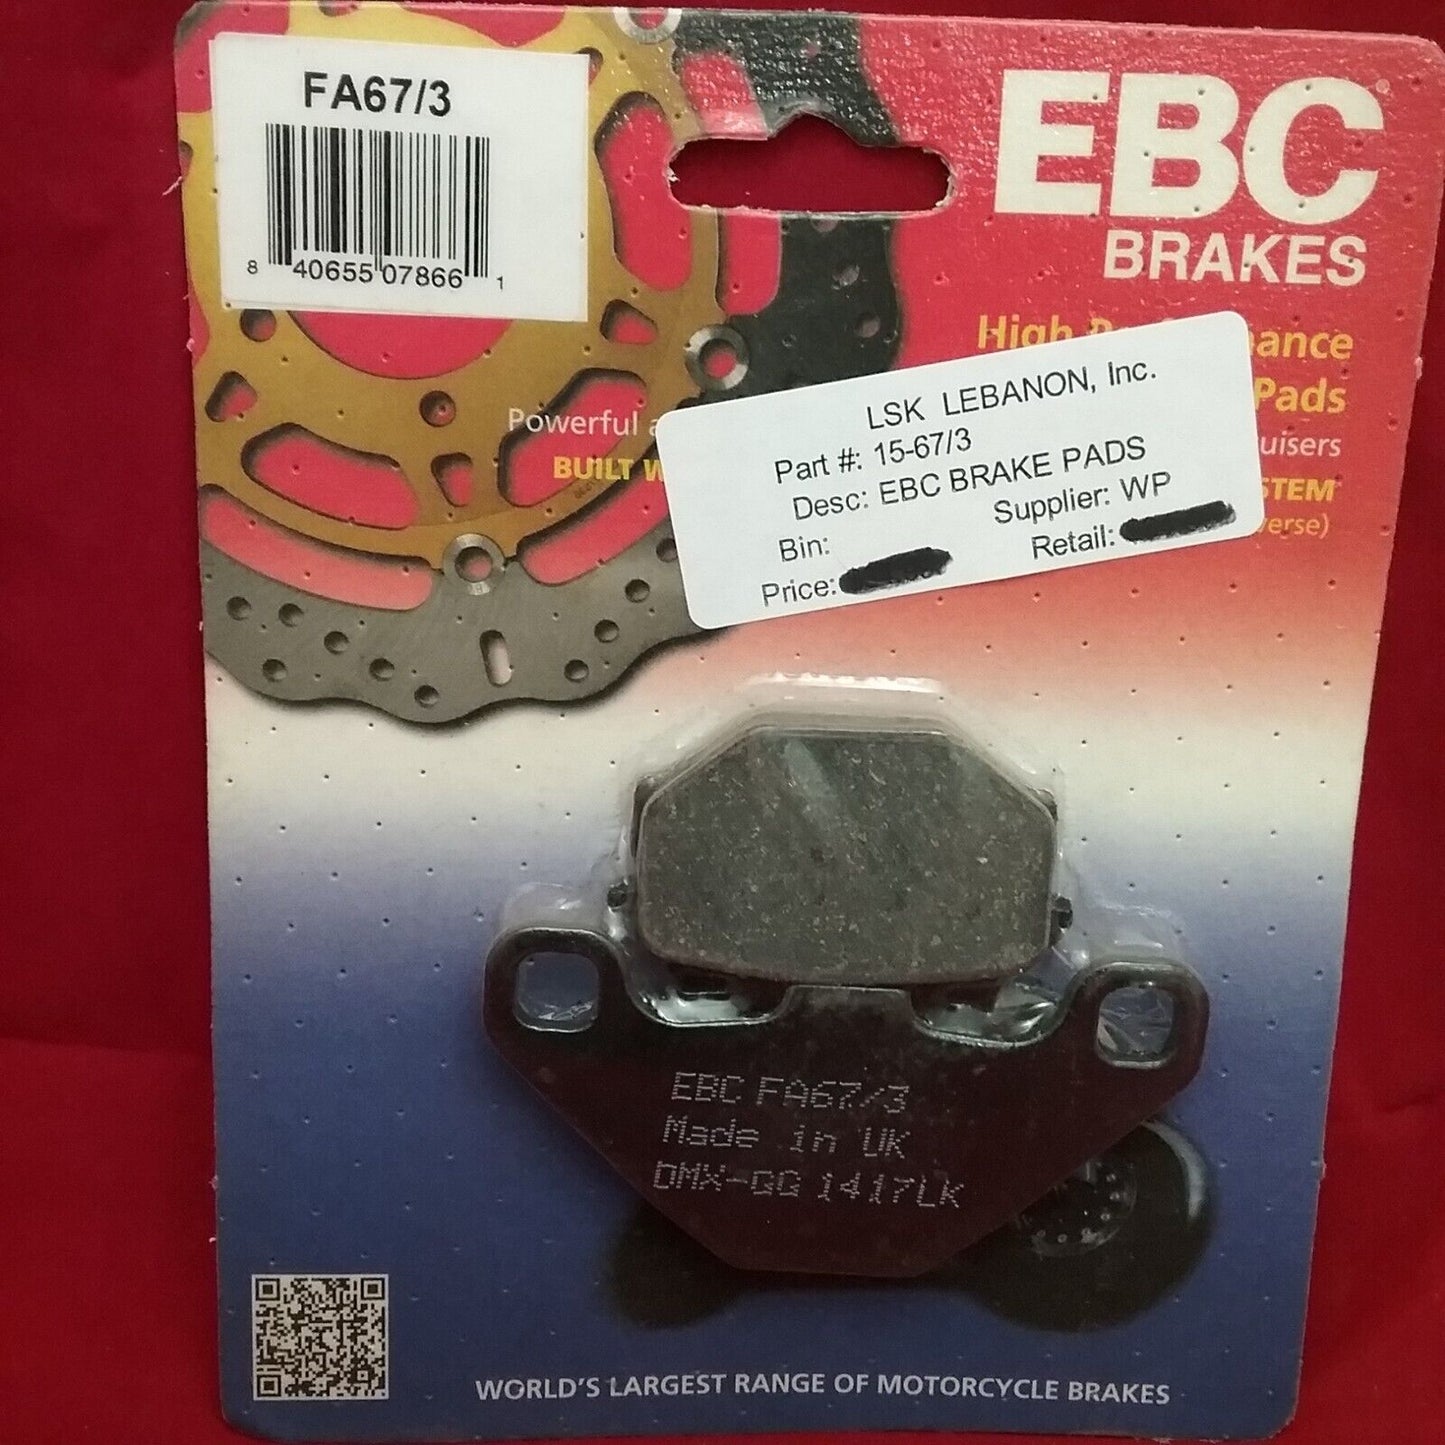 FA67/3
8 40655 07866 1
EBC
BRAKES
High
mance
Pads
Powerful
uisers
BUILT
STEM
verse)
LSK LEBANON, Inc.
Part #: 15-67/3
Desc: EBC BRAKE PADS
Bin: Supplier: WP
Price: Retail:
EBC FA67/3
Made in UK
DMX-GG 1417LK
WORLD'S LARGEST RANGE OF MOTORCYCLE BRAKES